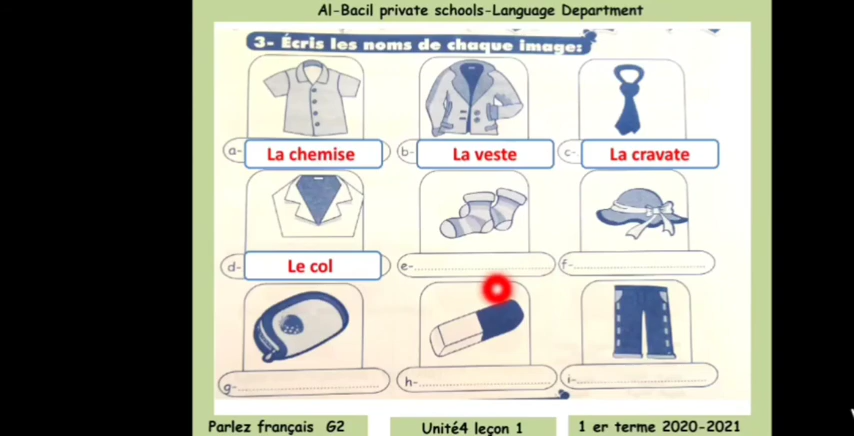 Al-Bacil private schools-Language Department
3- Écris les noms de chaque image:
a- La chemise b- La veste c- La cravate
d- Le col e- f-
g- h- i-
Parlez français G2 Unité4 leçon 1 1 er terme 2020-2021